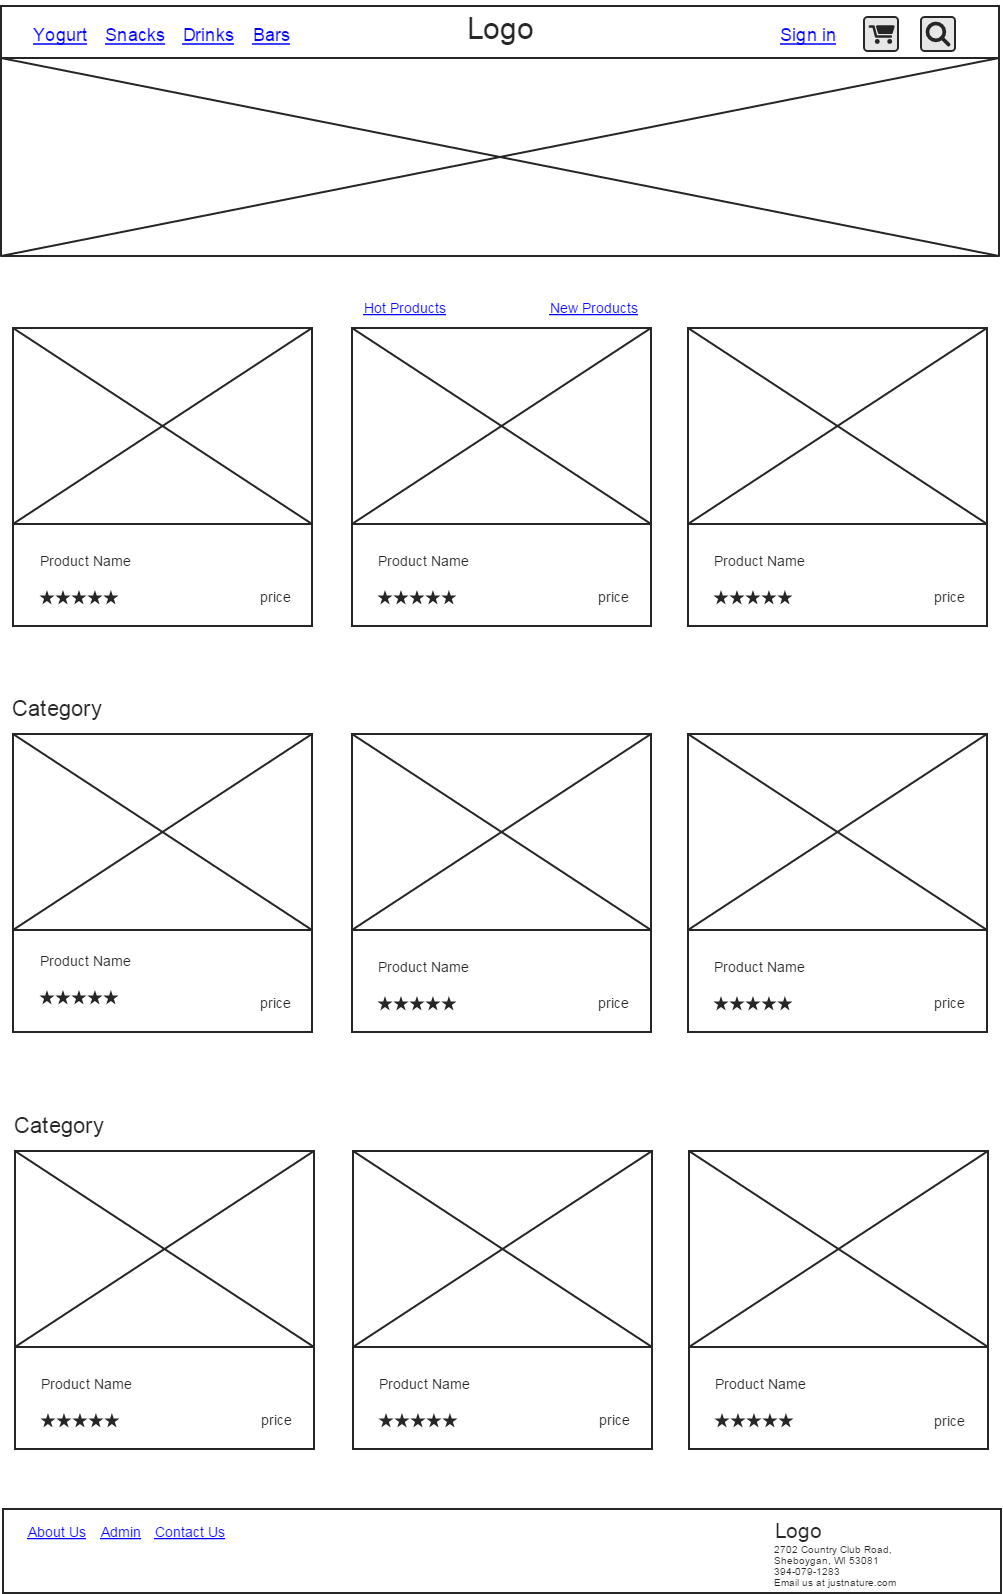 Yogurt Snacks Drinks Bars Logo Sign in
Hot Products New Products
Product Name Product Name Product Name
★★★★★ price ★★★★★ price ★★★★★ price
Category
Product Name Product Name Product Name
★★★★★ price ★★★★★ price ★★★★★ price
Category
Product Name Product Name Product Name
★★★★★ price ★★★★★ price ★★★★★ price
About Us Admin Contact Us Logo
2702 Country Club Road,
Sheboygan, WI 53081
394-079-1283
Email us at justnature.com